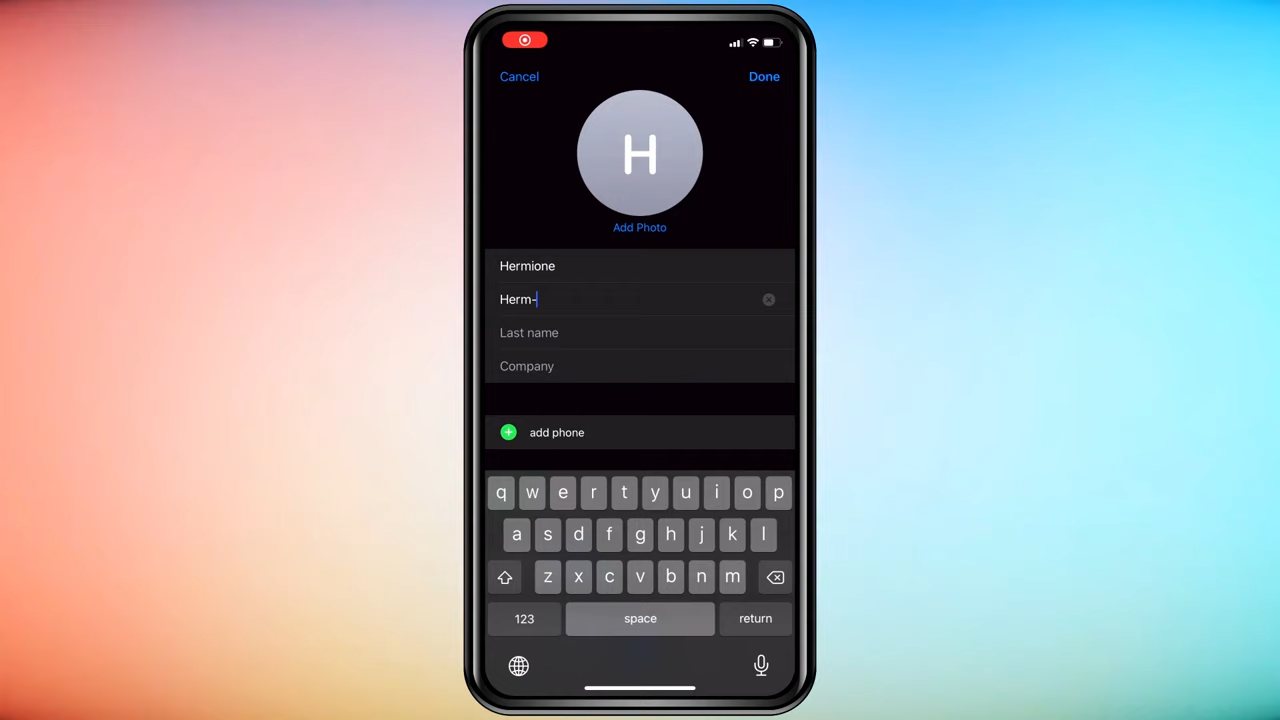 Cancel
Done
H
Add Photo
Hermione
Herm-
Last name
Company
add phone
q w e r t y u i o p
a s d f g h j k l
z x c v b n m
123 space return